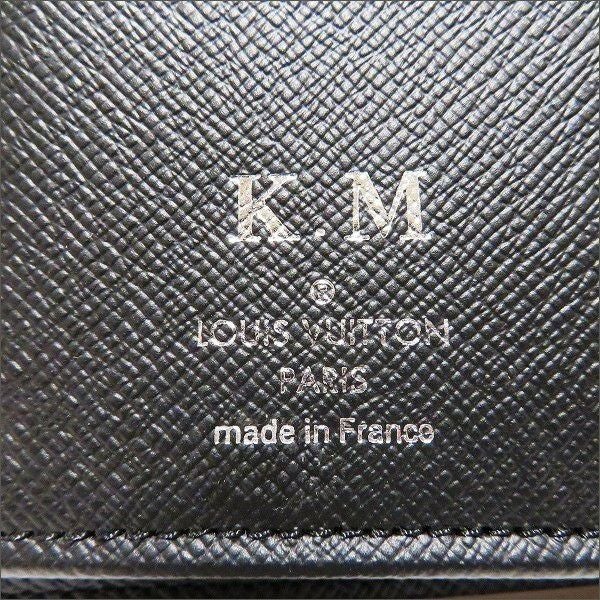 K.M
®
LOUIS VUITTON
PARIS
made in France